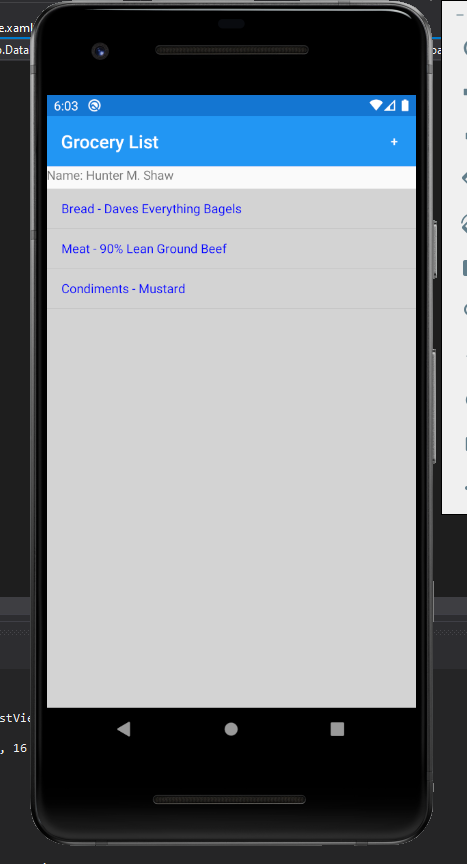 e.xaml
o.Data
6:03
Grocery List
+
Name: Hunter M. Shaw
Bread - Daves Everything Bagels
Meat - 90% Lean Ground Beef
Condiments - Mustard
stVie
, 16